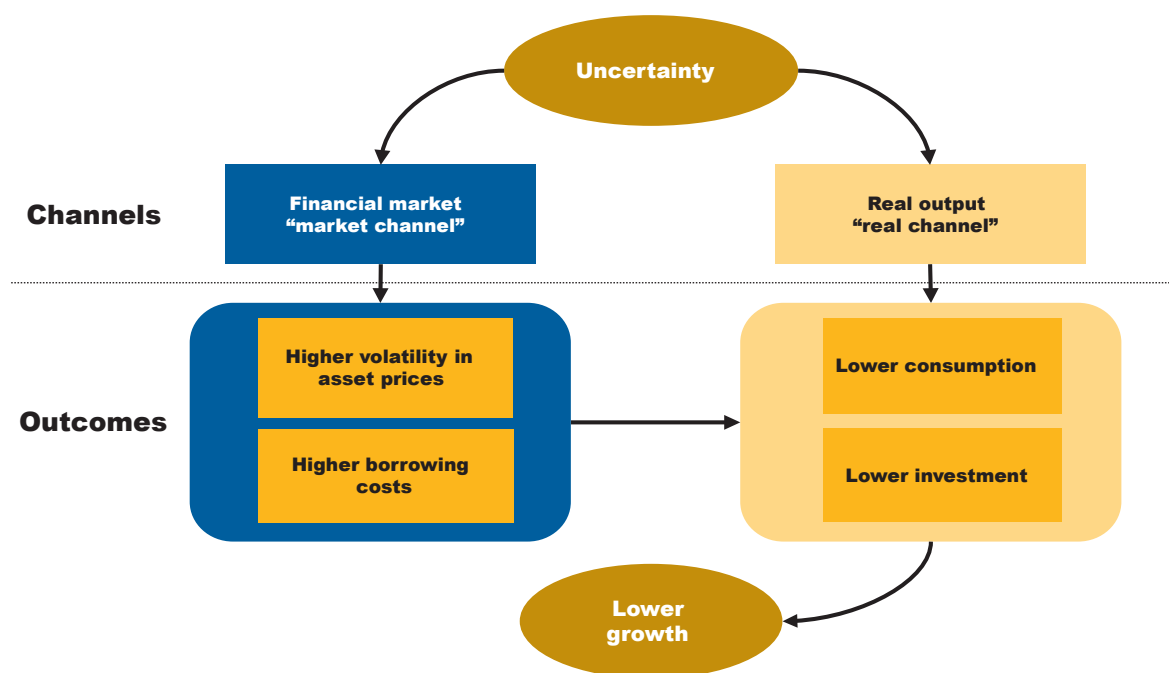 Uncertainty
Channels
Financial market
“market channel”
Real output
“real channel”
Outcomes
Higher volatility in
asset prices
Higher borrowing
costs
Lower consumption
Lower investment
Lower
growth